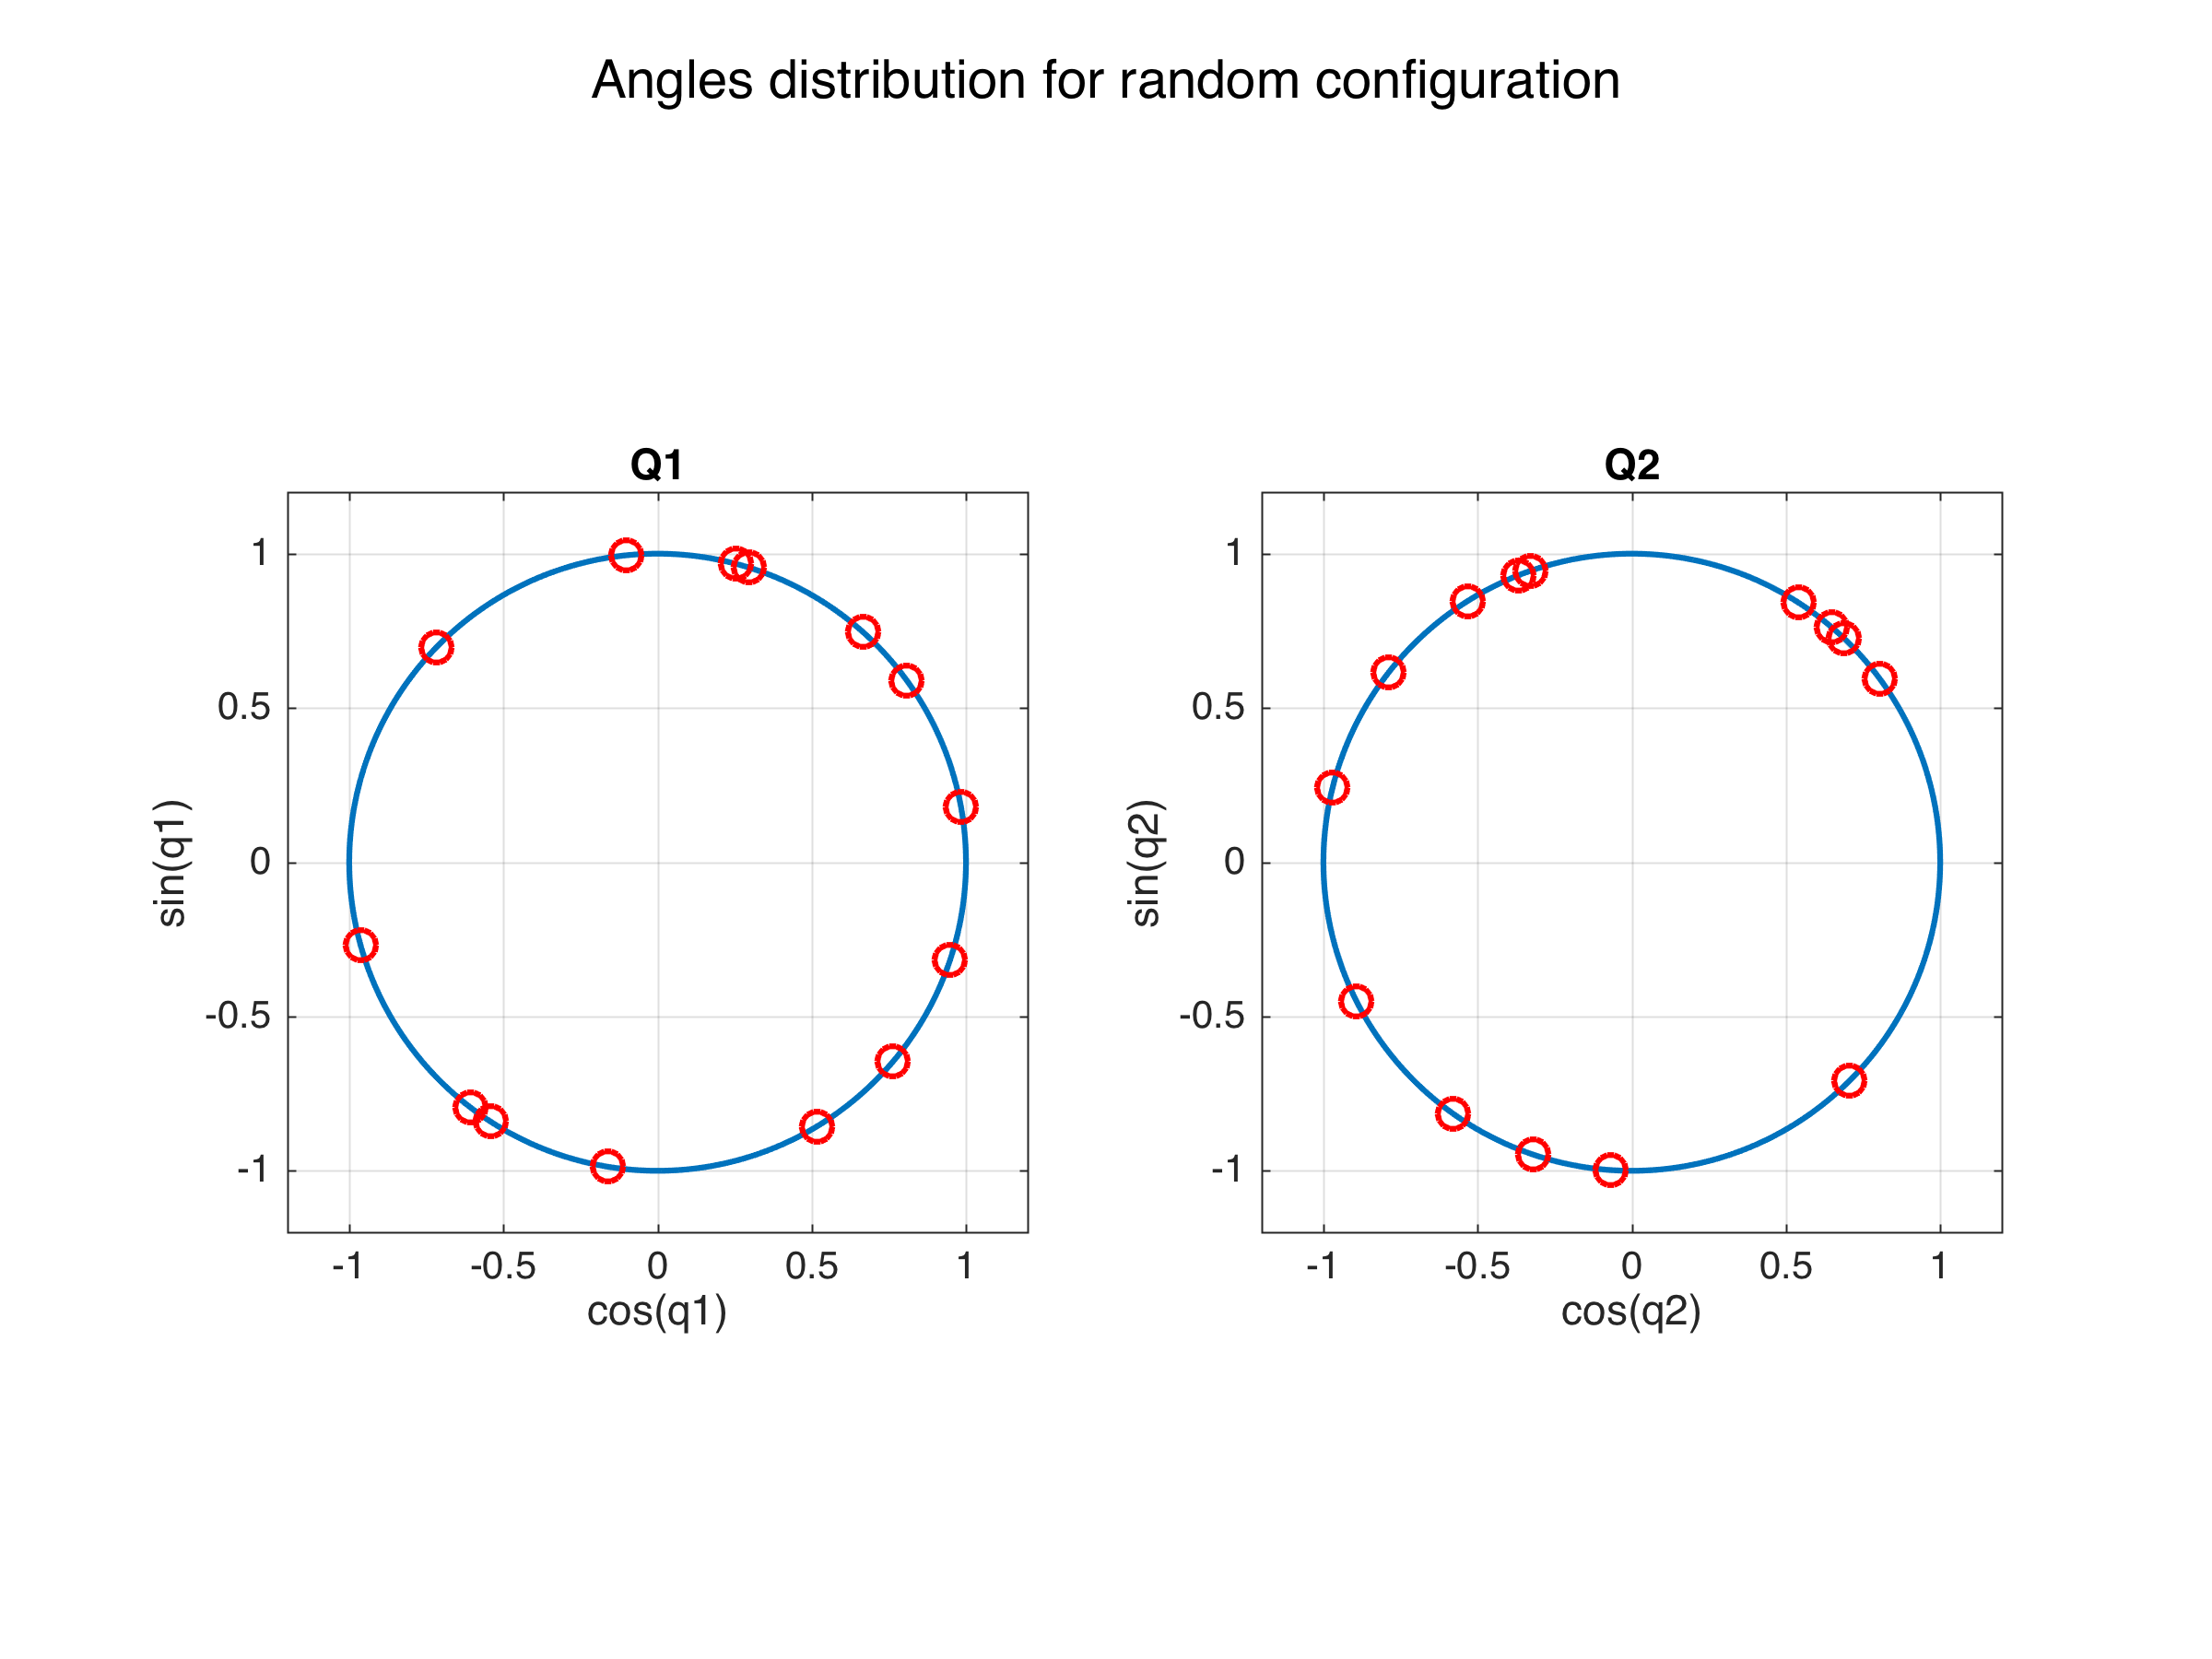 Angles distribution for random configuration
Q1
1
0.5
0
-0.5
-1
sin(q1)
-1 -0.5 0 0.5 1
cos(q1)
Q2
1
0.5
0
-0.5
-1
sin(q2)
-1 -0.5 0 0.5 1
cos(q2)